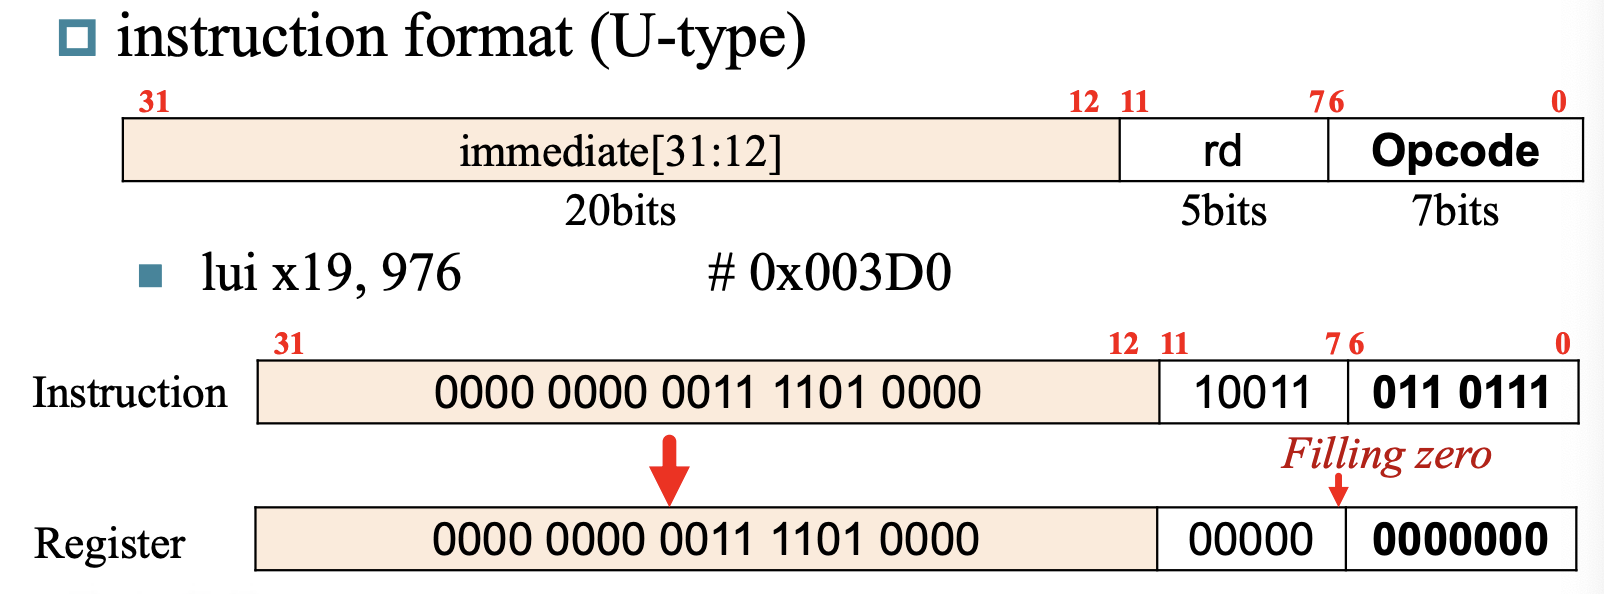 instruction format (U-type)
31 12 11 7 6 0
immediate[31:12] rd Opcode
20bits 5bits 7bits
lui x19, 976 # 0x003D0
31 12 11 7 6 0
Instruction 0000 0000 0011 1101 0000 10011 011 0111
Filling zero
Register 0000 0000 0011 1101 0000 00000 0000000